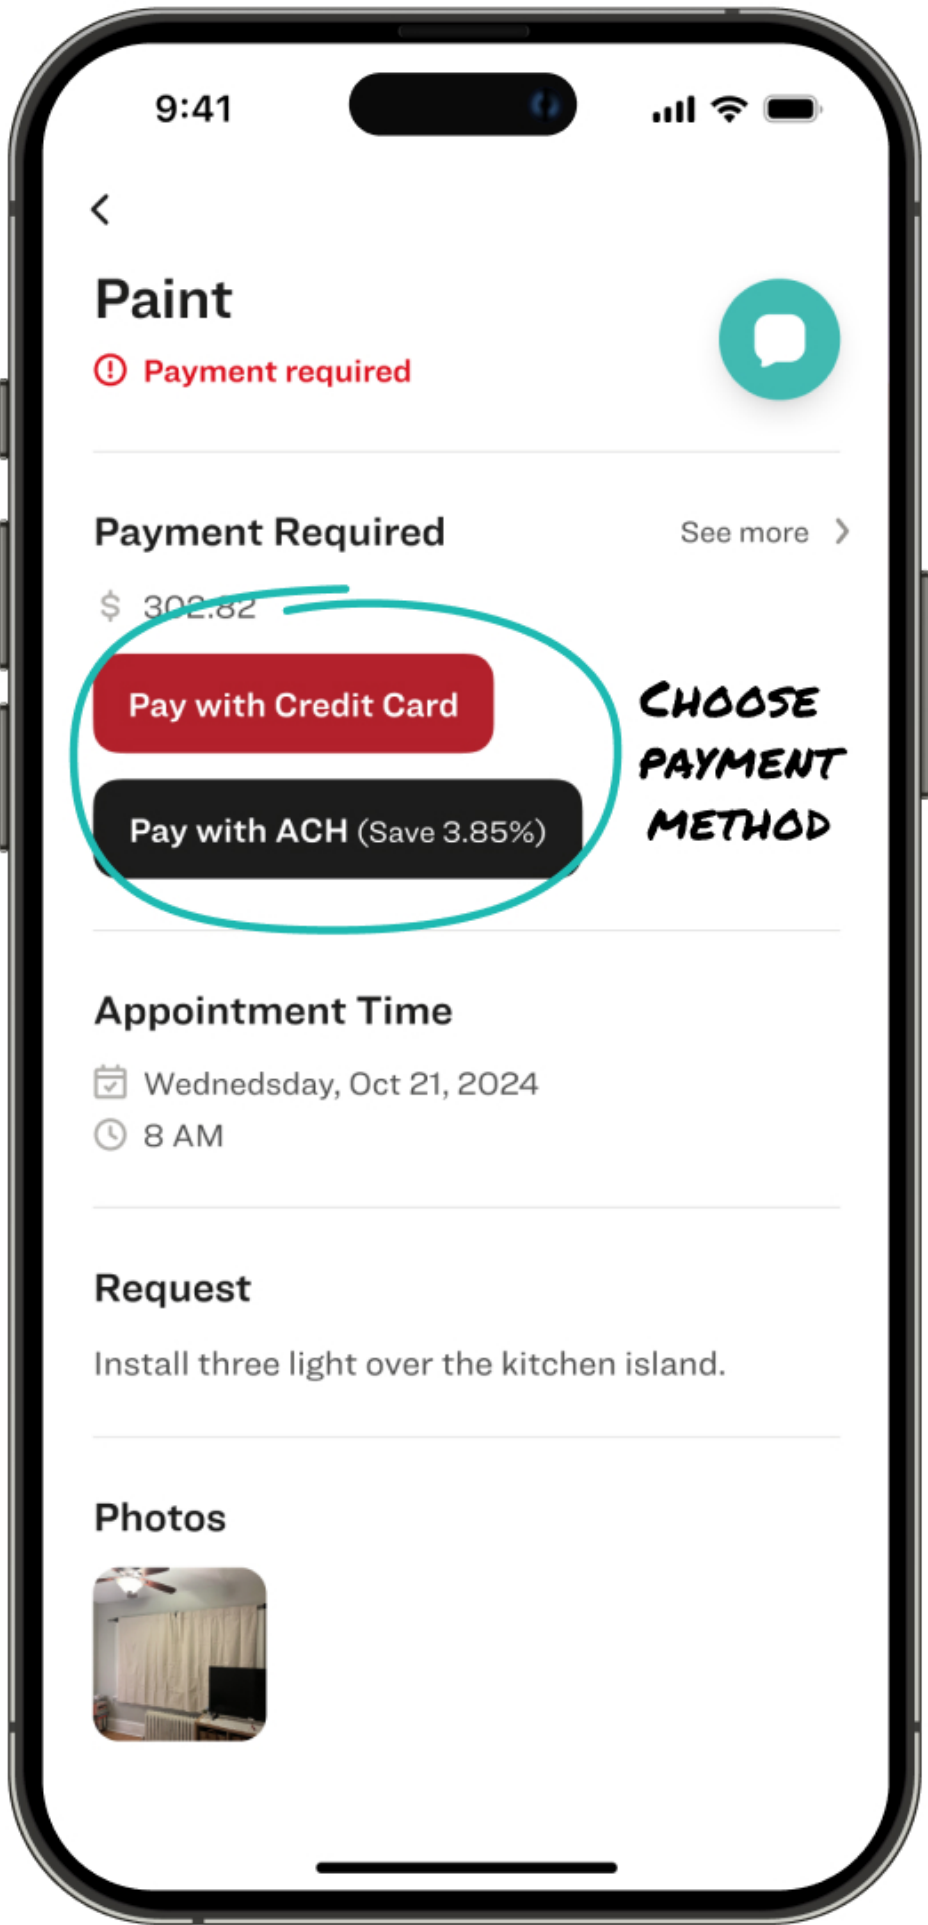 9:41
Paint
Payment required
Payment Required
See more
$ 302.82
Pay with Credit Card
Pay with ACH (Save 3.85%)
CHOOSE
PAYMENT
METHOD
Appointment Time
Wednedsday, Oct 21, 2024
8 AM
Request
Install three light over the kitchen island.
Photos